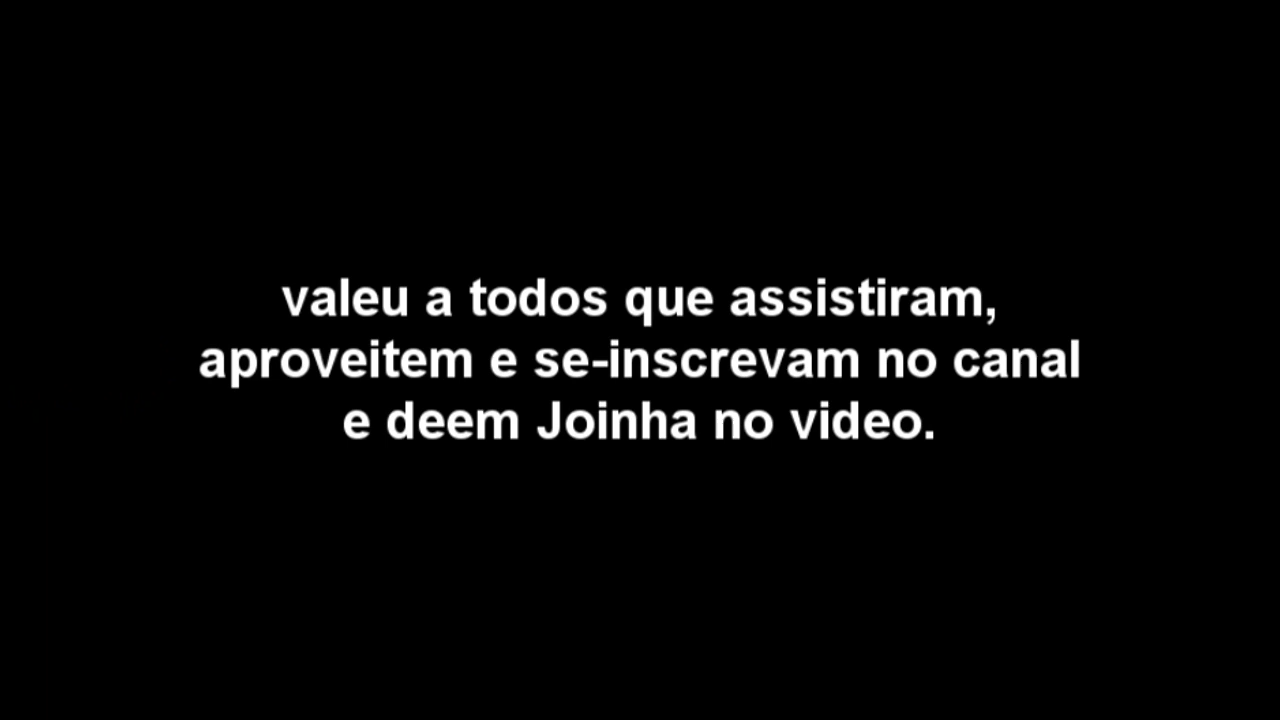 valeu a todos que assistiram,
aproveitem e se-inscrevam no canal
e deem Joinha no video.